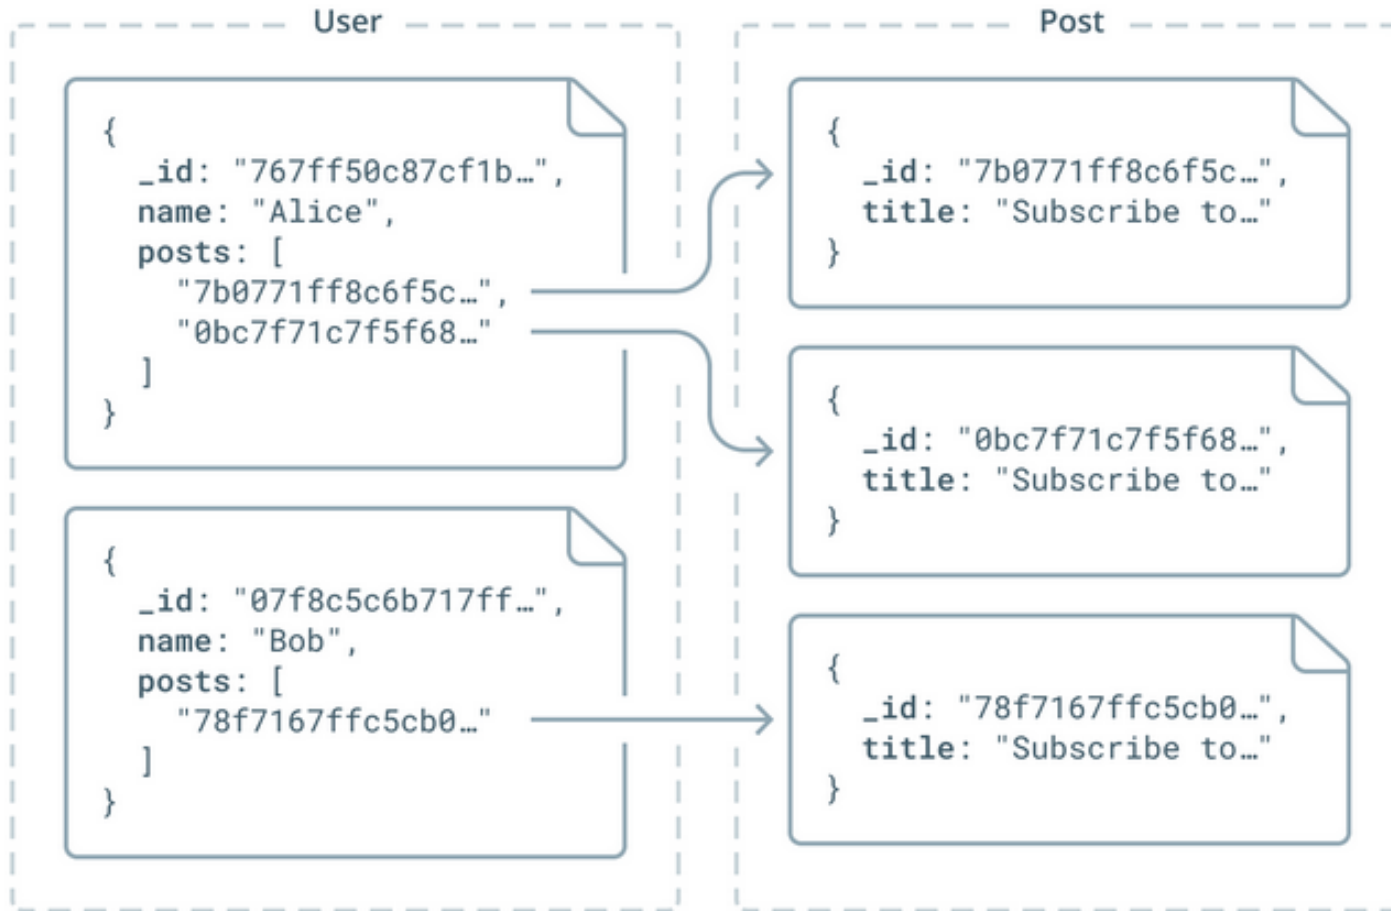 User
{
_id: "767ff50c87cf1b…",
name: "Alice",
posts: [
"7b0771ff8c6f5c…",
"0bc7f71c7f5f68…"
]
}
{
_id: "07f8c5c6b717ff…",
name: "Bob",
posts: [
"78f7167ffc5cb0…"
]
}
Post
{
_id: "7b0771ff8c6f5c…",
title: "Subscribe to…"
}
{
_id: "0bc7f71c7f5f68…",
title: "Subscribe to…"
}
{
_id: "78f7167ffc5cb0…",
title: "Subscribe to…"
}